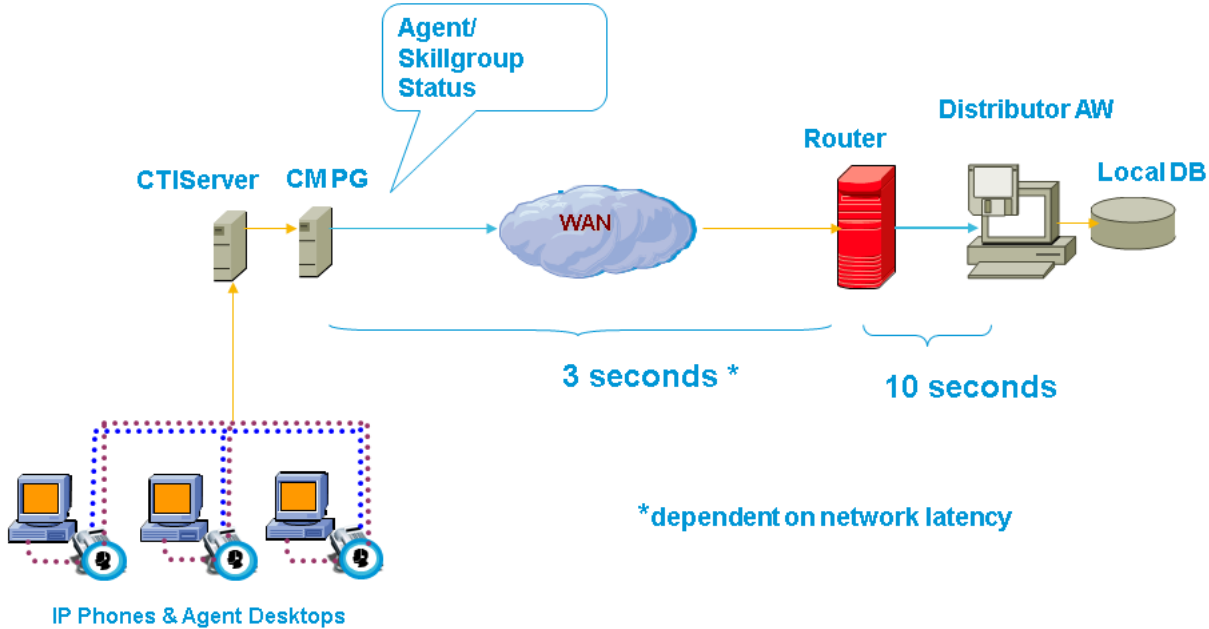 Agent/
Skillgroup
Status
Distributor AW
Router
Local DB
CTIServer
CM PG
WAN
3 seconds *
10 seconds
*dependent on network latency
IP Phones & Agent Desktops